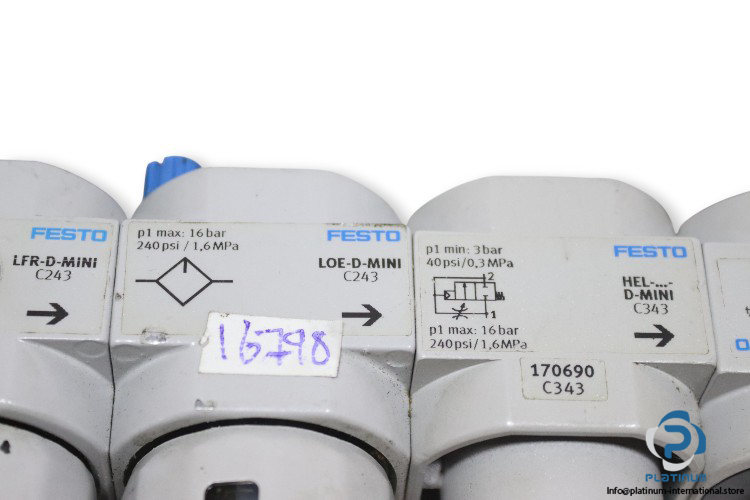 FESTO
LFR-D-MINI
C243
p1 max: 16 bar
240 psi / 1,6 MPa
FESTO
LOE-D-MINI
C243
16798
p1 min: 3 bar
40 psi/0,3 MPa
FESTO
2
1
HEL-...-
D-MINI
C343
p1 max: 16 bar
240 psi/1,6 MPa
170690
C343
PLATINUM
Info@platinum-international.store